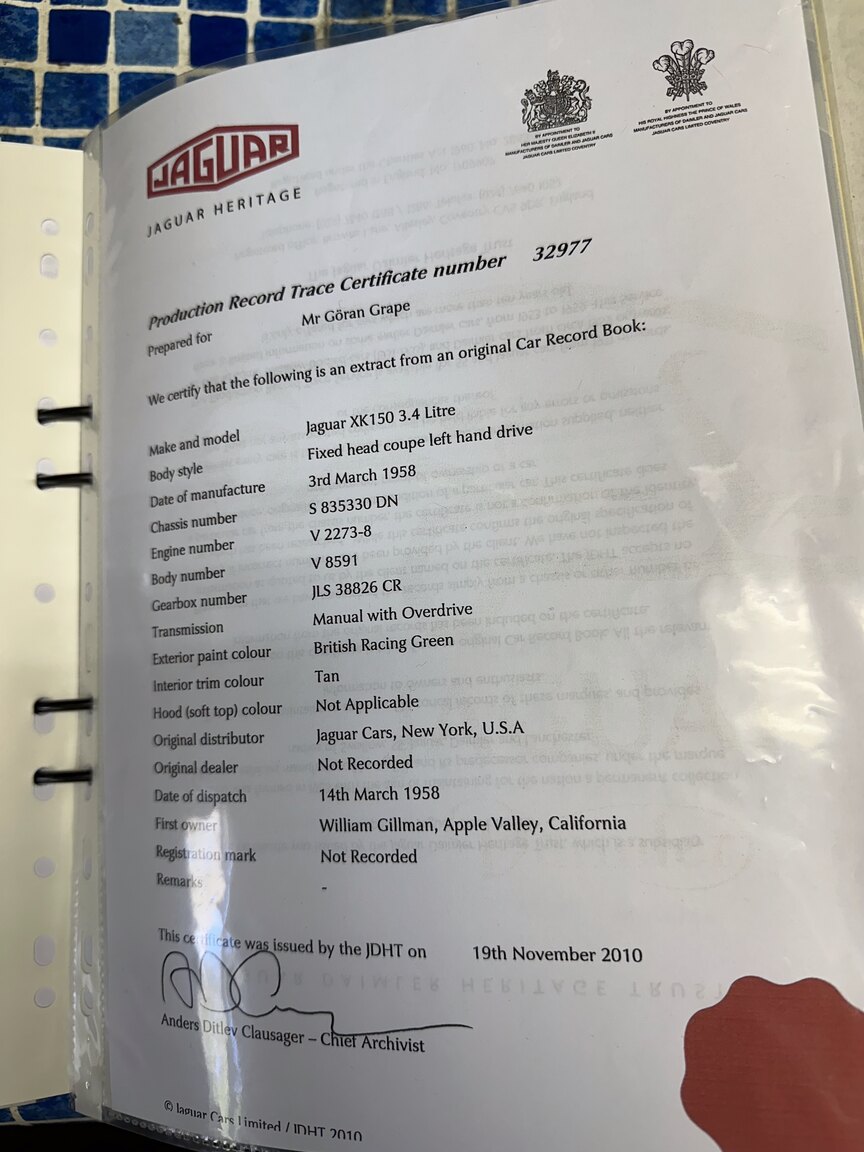 JAGUAR
JAGUAR HERITAGE
BY APPOINTMENT TO
HER MAJESTY QUEEN ELIZABETH II
MANUFACTURERS OF DAIMLER AND JAGUAR CARS
JAGUAR CARS LIMITED COVENTRY
BY APPOINTMENT TO
HIS ROYAL HIGHNESS THE PRINCE OF WALES
MANUFACTURERS OF DAIMLER AND JAGUAR CARS
JAGUAR CARS LIMITED COVENTRY
Production Record Trace Certificate number 32977
Prepared for Mr Göran Grape
We certify that the following is an extract from an original Car Record Book:
Make and model Jaguar XK150 3.4 Litre
Body style Fixed head coupe left hand drive
Date of manufacture 3rd March 1958
Chassis number S 835330 DN
Engine number V 2273-8
Body number V 8591
Gearbox number JLS 38826 CR
Transmission Manual with Overdrive
Exterior paint colour British Racing Green
Interior trim colour Tan
Hood (soft top) colour Not Applicable
Original distributor Jaguar Cars, New York, U.S.A
Original dealer Not Recorded
Date of dispatch 14th March 1958
First owner William Gillman, Apple Valley, California
Registration mark Not Recorded
Remarks -
This certificate was issued by the JDHT on 19th November 2010
Anders Ditlev Clausager – Chief Archivist
© Jaguar Cars Limited / JDHT 2010